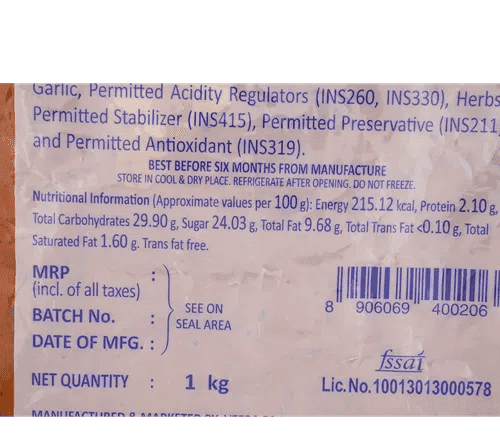 Garlic, Permitted Acidity Regulators (INS260, INS330), Herbs
Permitted Stabilizer (INS415), Permitted Preservative (INS211,
and Permitted Antioxidant (INS319).
BEST BEFORE SIX MONTHS FROM MANUFACTURE
STORE IN COOL & DRY PLACE. REFRIGERATE AFTER OPENING. DO NOT FREEZE.
Nutritional Information (Approximate values per 100 g): Energy 215.12 kcal, Protein 2.10 g,
Total Carbohydrates 29.90 g, Sugar 24.03 g, Total Fat 9.68 g, Total Trans Fat <0.10 g, Total
Saturated Fat 1.60 g. Trans fat free.
MRP :
(incl. of all taxes)
BATCH No. :
DATE OF MFG. :
SEE ON
SEAL AREA
8 906069 400206
fssai
Lic.No.10013013000578
NET QUANTITY : 1 kg
MANUFACTURED & MARKETED BY